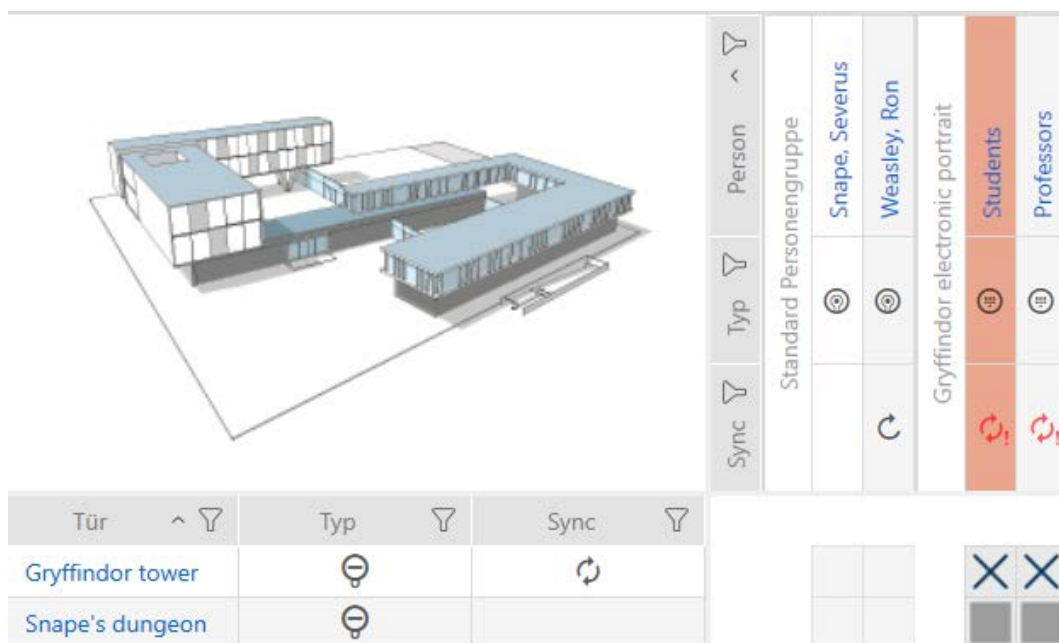 Person
Typ
Sync
Standard Personengruppe
Snape, Severus
Weasley, Ron
Gryffindor electronic portrait
Students
Professors
Tür
Typ
Sync
Gryffindor tower
Snape's dungeon